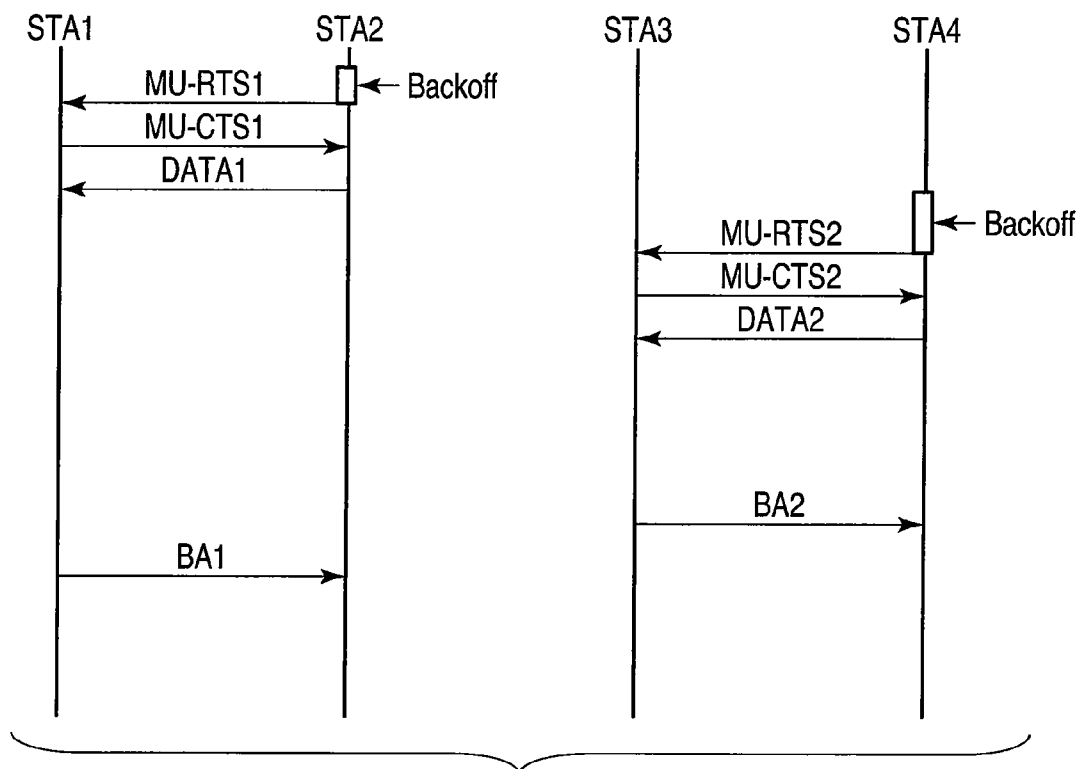 STA1 STA2 STA3 STA4
MU-RTS1
Backoff
MU-CTS1
DATA1
Backoff
MU-RTS2
MU-CTS2
DATA2
BA2
BA1